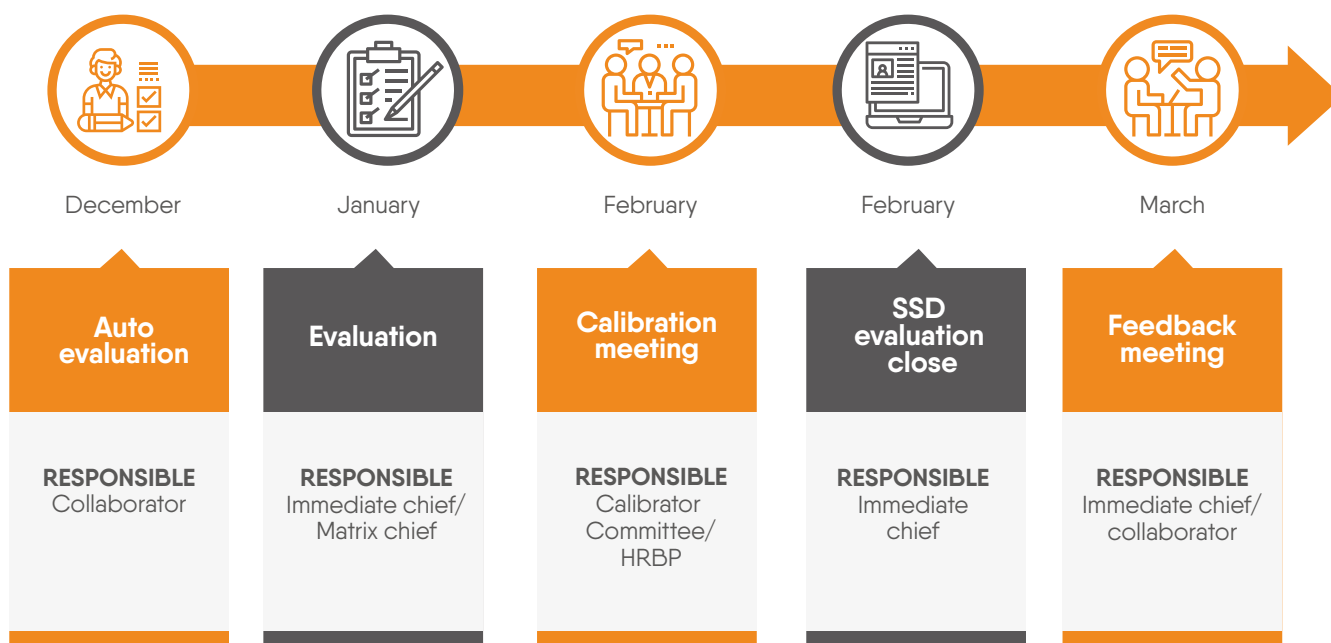 December
January
February
February
March
Auto
evaluation
Evaluation
Calibration
meeting
SSD
evaluation
close
Feedback
meeting
RESPONSIBLE
Collaborator
RESPONSIBLE
Immediate chief/
Matrix chief
RESPONSIBLE
Calibrator
Committee/
HRBP
RESPONSIBLE
Immediate
chief
RESPONSIBLE
Immediate chief/
collaborator